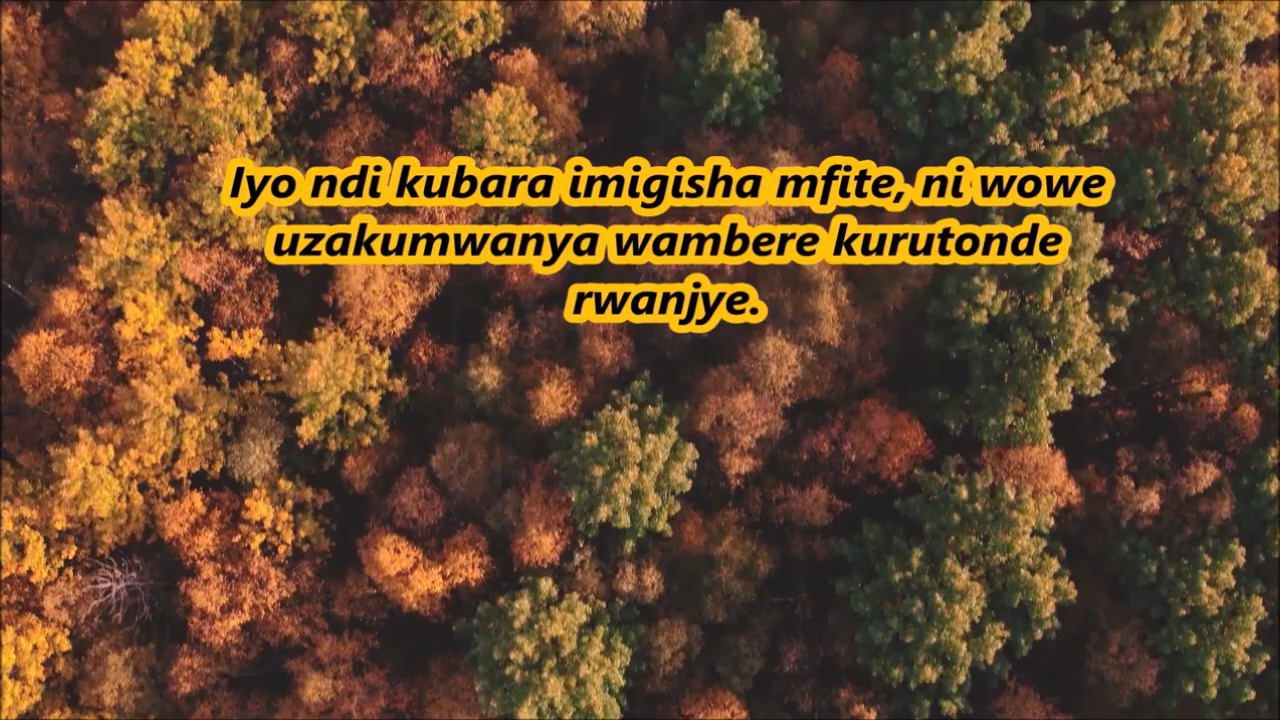 Iyo ndi kubara imigisha mfite, ni wowe
uzakumwanya wambere kurutonde
rwanjye.